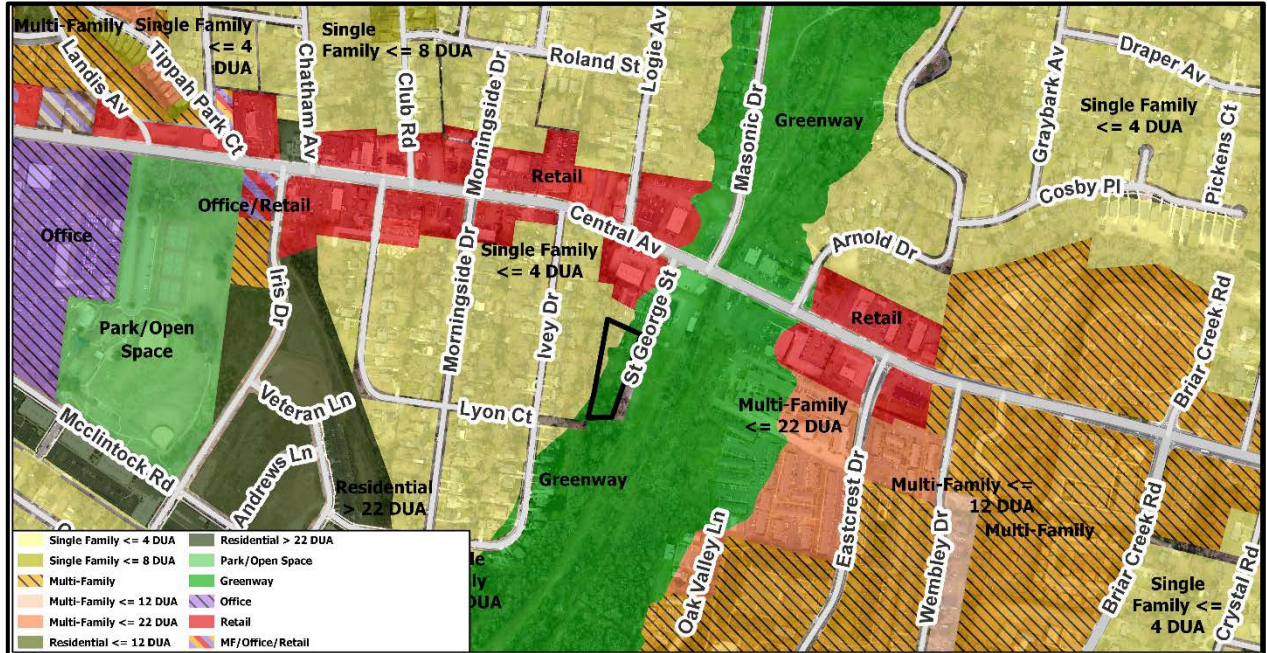 Multi-Family
Single Family
<= 4
DUA
Single
Family <= 8 DUA
Landis Av
Tippah Park Ct
Chatham Av
Club Rd
Morningside Dr
Roland St
Logie Av
Masonic Dr
Greenway
Draper Av
Graybark Av
Single Family
<= 4 DUA
Pickens Ct
Cosby Pl
Arnold Dr
Office
Office/Retail
Retail
Central Av
Single Family
<= 4 DUA
Morningside Dr
Ivey Dr
St George St
Iris Dr
Park/Open
Space
Retail
Briar Creek Rd
Lyon Ct
Veteran Ln
Mcclintock Rd
Andrews Ln
Residential
> 22 DUA
Greenway
Multi-Family
<= 22 DUA
Eastcrest Dr
Oak Valley Ln
Wembley Dr
Multi-Family <=
12 DUA
Multi-Family
Briar Creek Rd
Crystal Rd
Single
Family <=
4 DUA
DUA
Single Family <= 4 DUA
Single Family <= 8 DUA
Multi-Family
Multi-Family <= 12 DUA
Multi-Family <= 22 DUA
Residential <= 12 DUA
Residential > 22 DUA
Park/Open Space
Greenway
Office
Retail
MF/Office/Retail